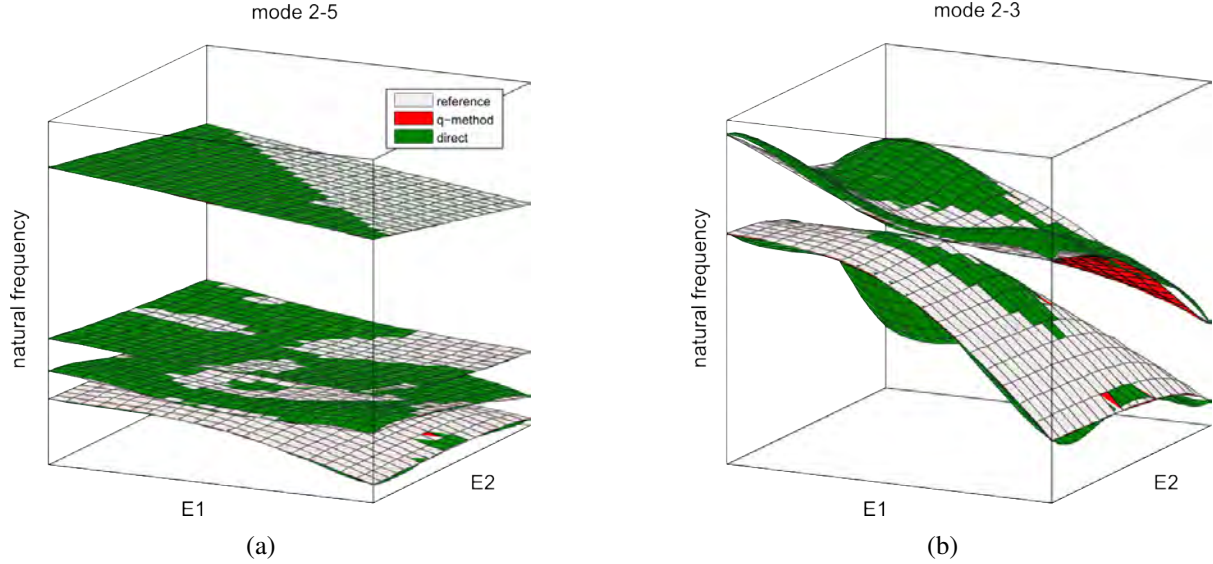 mode 2-5
reference
q-method
direct
natural frequency
E1
E2
(a)
mode 2-3
natural frequency
E1
E2
(b)